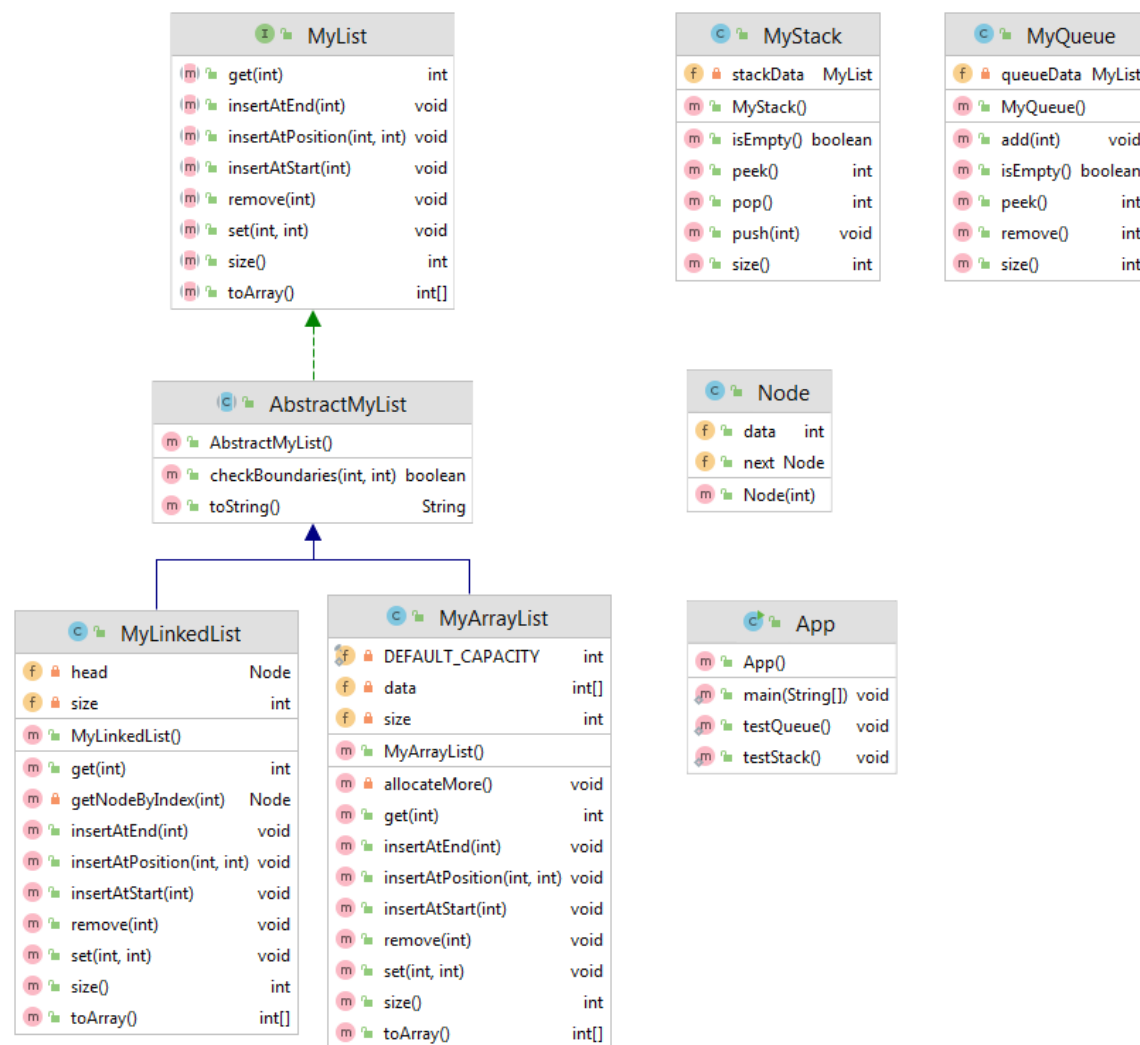 MyList
get(int) int
insertAtEnd(int) void
insertAtPosition(int, int) void
insertAtStart(int) void
remove(int) void
set(int, int) void
size() int
toArray() int[]
MyStack
stackData MyList
MyStack()
isEmpty() boolean
peek() int
pop() int
push(int) void
size() int
MyQueue
queueData MyList
MyQueue()
add(int) void
isEmpty() boolean
peek() int
remove() int
size() int
AbstractMyList
AbstractMyList()
checkBoundaries(int, int) boolean
toString() String
Node
data int
next Node
Node(int)
MyLinkedList
head Node
size int
MyLinkedList()
get(int) int
getNodeByIndex(int) Node
insertAtEnd(int) void
insertAtPosition(int, int) void
insertAtStart(int) void
remove(int) void
set(int, int) void
size() int
toArray() int[]
MyArrayList
DEFAULT_CAPACITY int
data int[]
size int
MyArrayList()
allocateMore() void
get(int) int
insertAtEnd(int) void
insertAtPosition(int, int) void
insertAtStart(int) void
remove(int) void
set(int, int) void
size() int
toArray() int[]
App
App()
main(String[]) void
testQueue() void
testStack() void